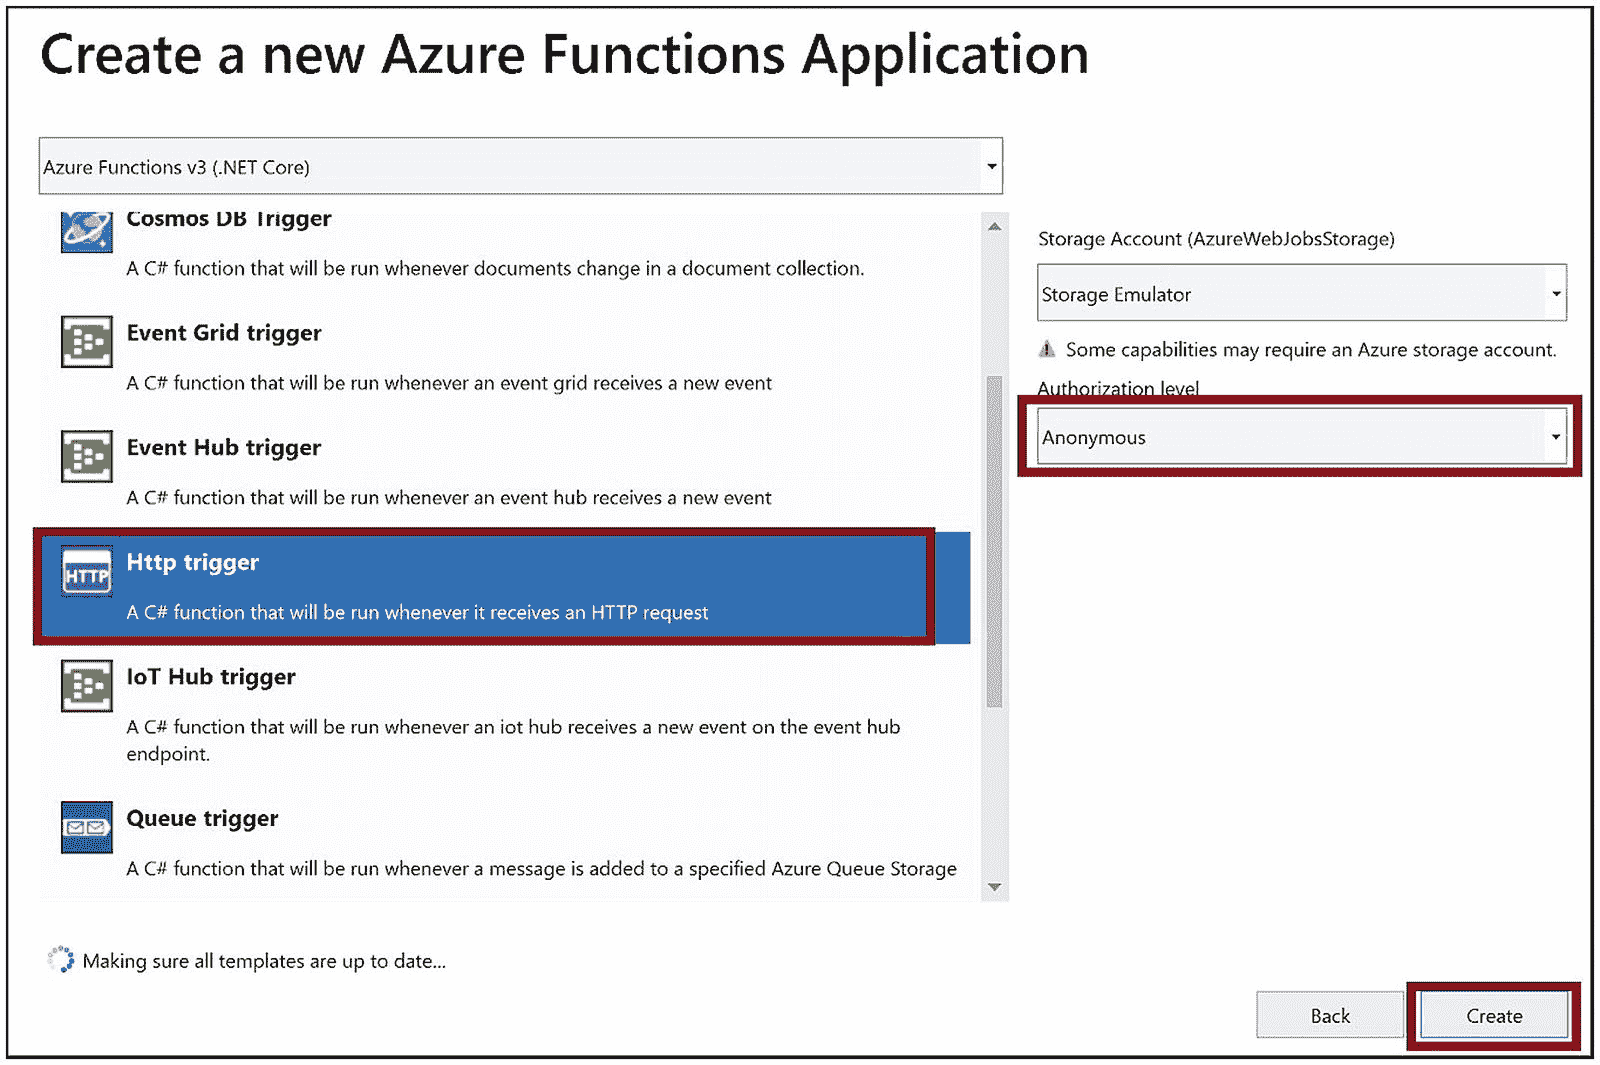 Create a new Azure Functions Application
Azure Functions v3 (.NET Core)
Cosmos DB Trigger
A C# function that will be run whenever documents change in a document collection.
Event Grid trigger
A C# function that will be run whenever an event grid receives a new event
Event Hub trigger
A C# function that will be run whenever an event hub receives a new event
HTTP
Http trigger
A C# function that will be run whenever it receives an HTTP request
IoT Hub trigger
A C# function that will be run whenever an iot hub receives a new event on the event hub
endpoint.
Queue trigger
A C# function that will be run whenever a message is added to a specified Azure Queue Storage
Making sure all templates are up to date...
Storage Account (AzureWebJobsStorage)
Storage Emulator
Some capabilities may require an Azure storage account.
Authorization level
Anonymous
Back
Create